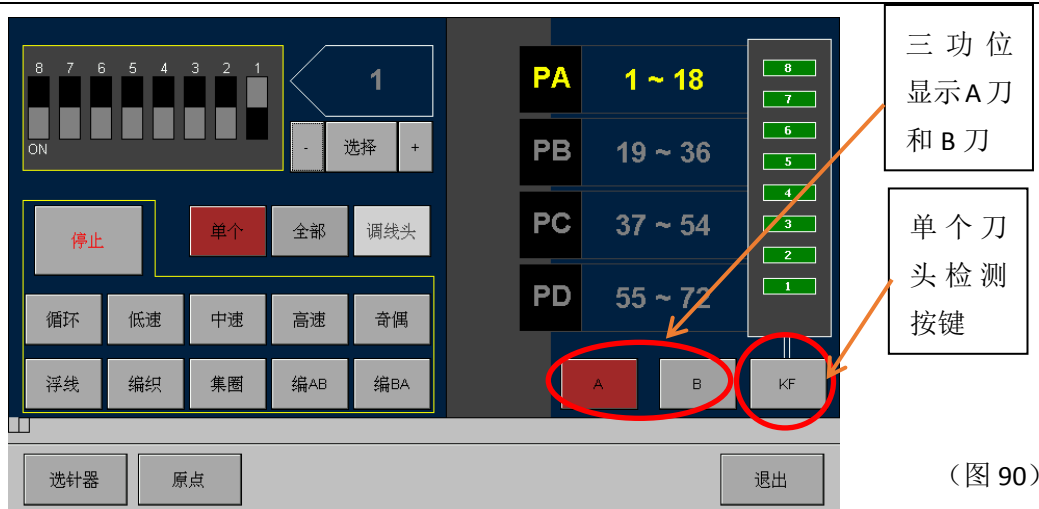 8 7 6 5 4 3 2 1
ON
1
- 选择 +
停止
单个 全部 调线头
循环 低速 中速 高速 奇偶
浮线 编织 集圈 编AB 编BA
PA 1 ~ 18
PB 19 ~ 36
PC 37 ~ 54
PD 55 ~ 72
8
7
6
5
4
3
2
1
A B KF
选针器 原点 退出
三功位
显示A刀
和B刀
单个刀
头检测
按键
（图 90）